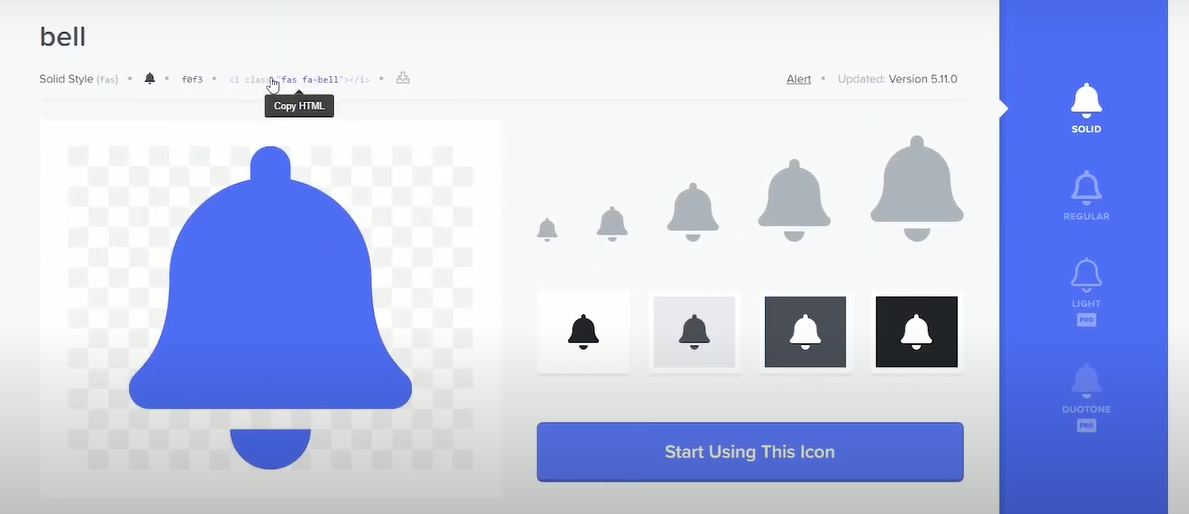 bell
Solid Style (fas) • • f0f3 • <i class="fas fa-bell"></i> •
Alert • Updated: Version 5.11.0
Copy HTML
Start Using This Icon
SOLID
REGULAR
LIGHT
PRO
DUOTONE
PRO